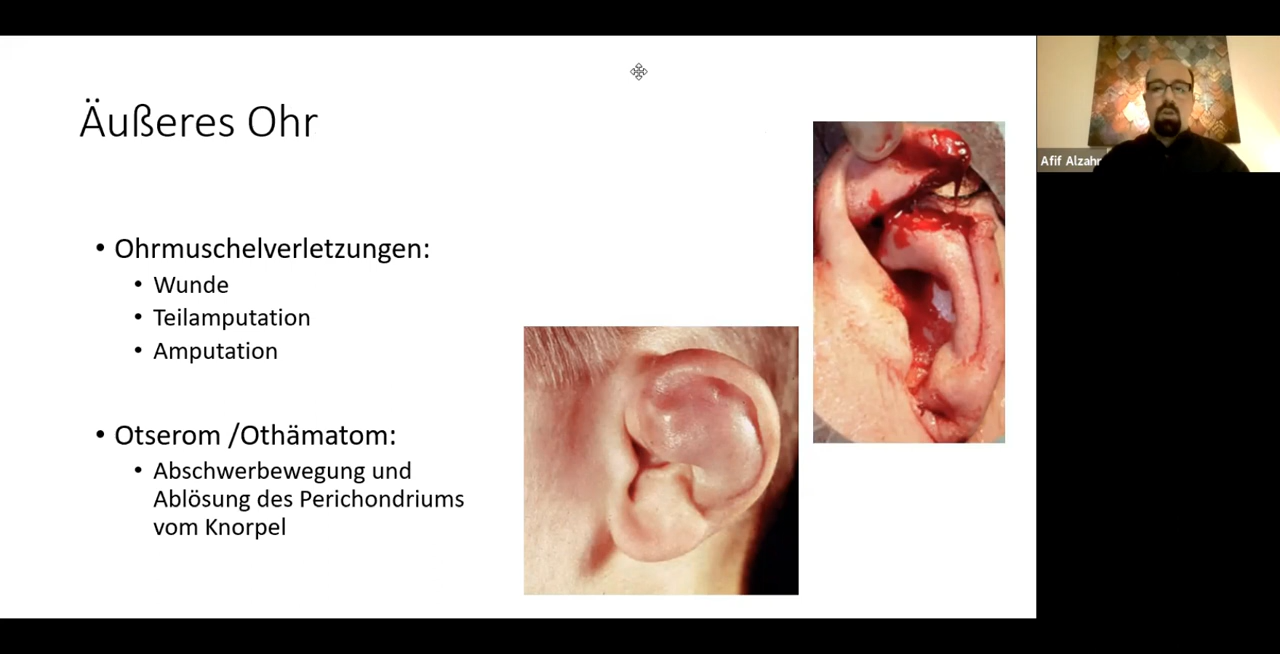 Äußeres Ohr
• Ohrmuschelverletzungen:
• Wunde
• Teilamputation
• Amputation
• Otserom /Othämatom:
• Abschwerbewegung und
Ablösung des Perichondriums
vom Knorpel
Afif Alzahr